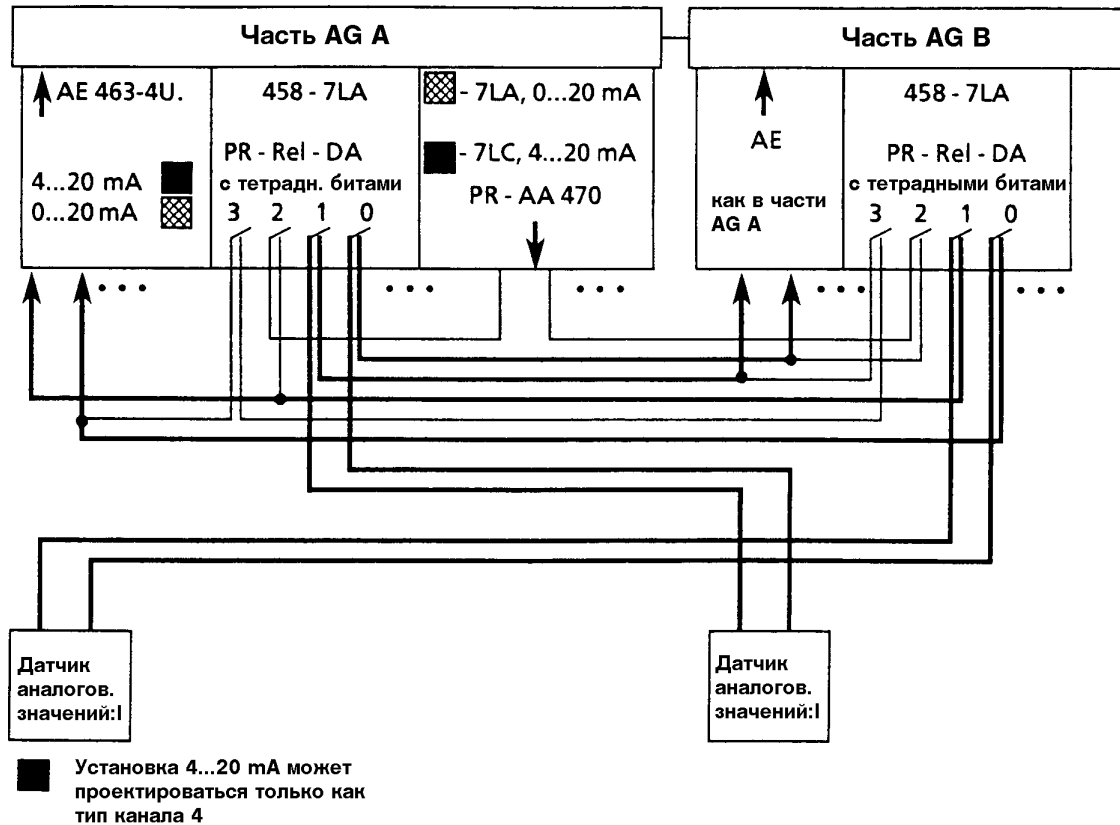 Часть AG A
Часть AG B
AE 463-4U.
4...20 mA
0...20 mA
458 - 7LA
PR - Rel - DA
с тетрадн. битами
3 2 1 0
- 7LA, 0...20 mA
- 7LC, 4...20 mA
PR - AA 470
AE
как в части
AG A
458 - 7LA
PR - Rel - DA
с тетрадными битами
3 2 1 0
Датчик
аналогов.
значений:I
Датчик
аналогов.
значений:I
Установка 4...20 mA может
проектироваться только как
тип канала 4